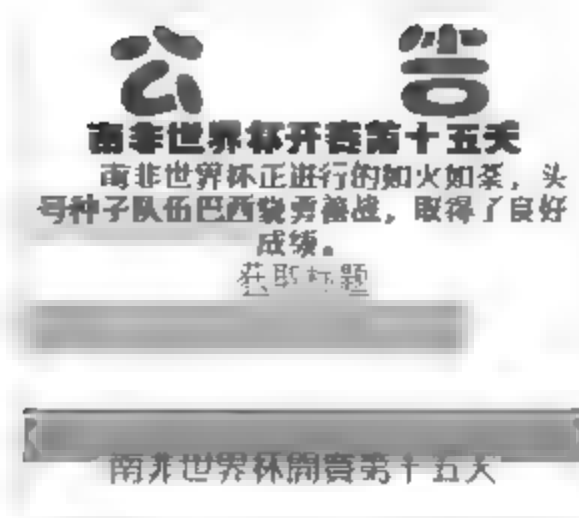 公 告
南非世界杯开赛第十五天
南非世界杯正进行的如火如荼，头
号种子队伍巴西骁勇善战，取得了良好
成绩。
获取标题
南非世界杯開賽第十五天